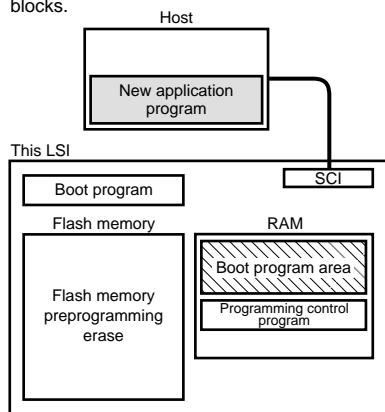 blocks.
Host
New application
program
This LSI
SCI
Boot program
Flash memory
RAM
Flash memory
preprogramming
erase
Boot program area
Programming control
program